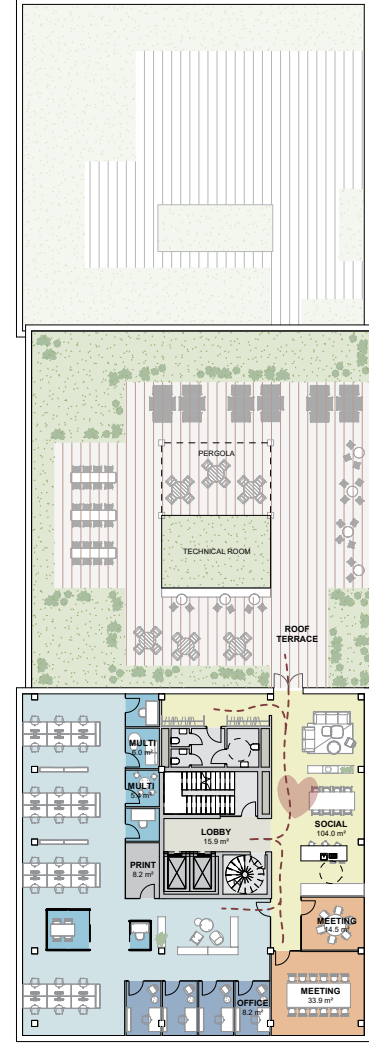 PERGOLA
TECHNICAL ROOM
ROOF
TERRACE
MULTI
6.0 m²
MULTI
LOBBY
15.9 m²
SOCIAL
104.0 m²
PRINT
8.2 m²
MEETING
14.5 m²
OFFICE
8.2 m²
MEETING
33.9 m²